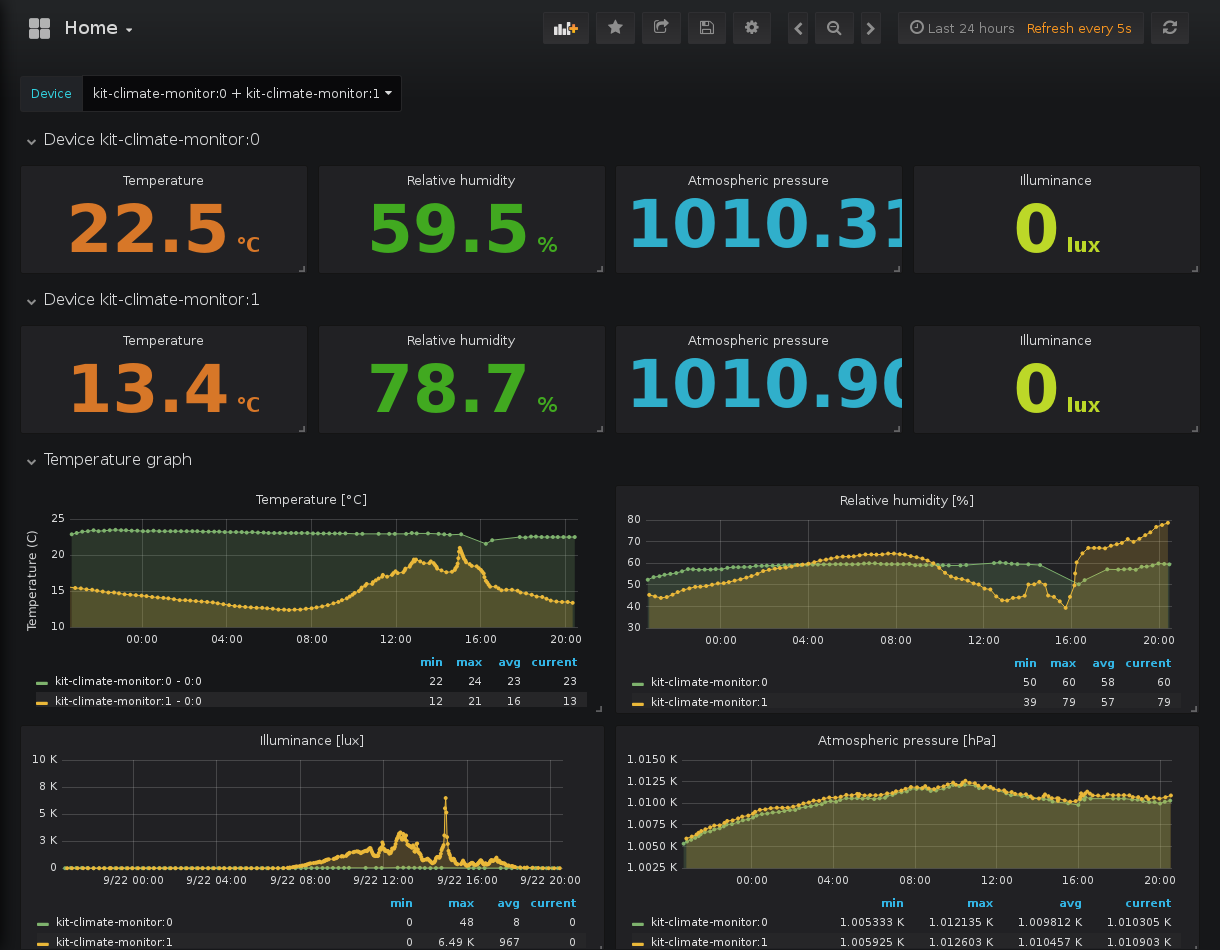 Home
Last 24 hours Refresh every 5s
Device kit-climate-monitor:0 + kit-climate-monitor:1
Device kit-climate-monitor:0
Temperature Relative humidity Atmospheric pressure Illuminance
22.5 °C 59.5 % 1010.31 0 lux
Device kit-climate-monitor:1
Temperature Relative humidity Atmospheric pressure Illuminance
13.4 °C 78.7 % 1010.90 0 lux
Temperature graph
Temperature [°C]
Temperature (C)
25
20
15
10
00:00 04:00 08:00 12:00 16:00 20:00
min max avg current
kit-climate-monitor:0 - 0:0 22 24 23 23
kit-climate-monitor:1 - 0:0 12 21 16 13
Relative humidity [%]
80
70
60
50
40
30
00:00 04:00 08:00 12:00 16:00 20:00
min max avg current
kit-climate-monitor:0 50 60 58 60
kit-climate-monitor:1 39 79 57 79
Illuminance [lux]
10 K
8 K
5 K
3 K
0
9/22 00:00 9/22 04:00 9/22 08:00 9/22 12:00 9/22 16:00 9/22 20:00
min max avg current
kit-climate-monitor:0 0 48 8 0
kit-climate-monitor:1 0 6.49 K 967 0
Atmospheric pressure [hPa]
1.0150 K
1.0125 K
1.0100 K
1.0075 K
1.0050 K
1.0025 K
00:00 04:00 08:00 12:00 16:00 20:00
min max avg current
kit-climate-monitor:0 1.005333 K 1.012135 K 1.009812 K 1.010305 K
kit-climate-monitor:1 1.005925 K 1.012603 K 1.010457 K 1.010903 K